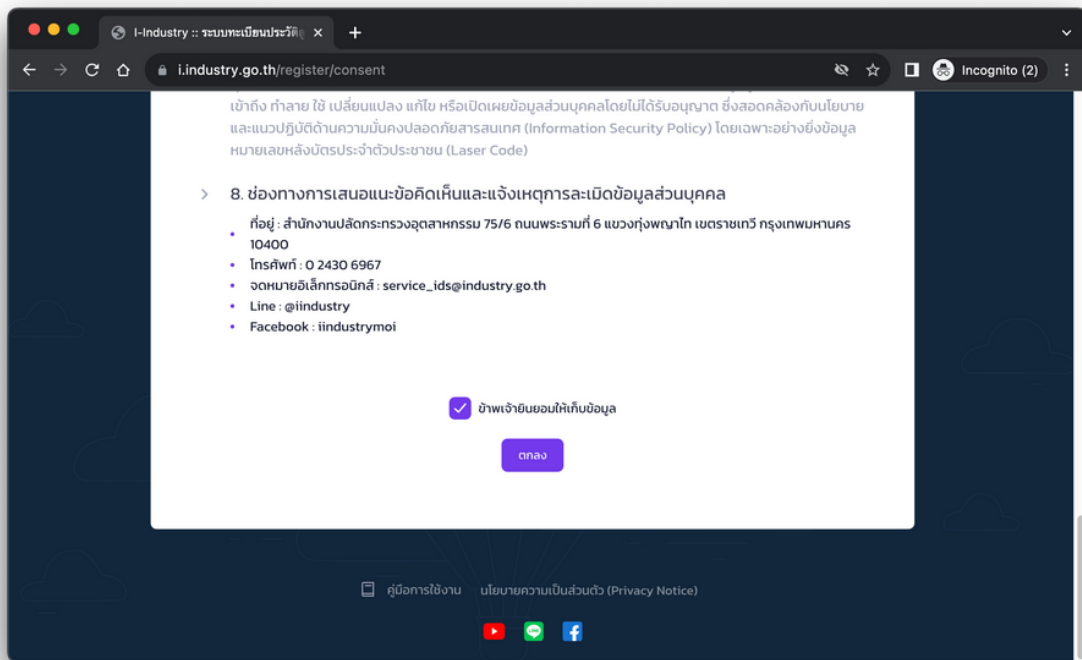 I-Industry :: ระบบทะเบียนประวัติ
i.industry.go.th/register/consent
Incognito (2)
เข้าถึง ทำลาย ใช้ เปลี่ยนแปลง แก้ไข หรือเปิดเผยข้อมูลส่วนบุคคลโดยไม่ได้รับอนุญาต ซึ่งสอดคล้องกับนโยบาย
และแนวปฏิบัติด้านความมั่นคงปลอดภัยสารสนเทศ (Information Security Policy) โดยเฉพาะอย่างยิ่งข้อมูล
หมายเลขหลังบัตรประจำตัวประชาชน (Laser Code)
8. ช่องทางการเสนอแนะข้อคิดเห็นและแจ้งเหตุการละเมิดข้อมูลส่วนบุคคล
ที่อยู่ : สำนักงานปลัดกระทรวงอุตสาหกรรม 75/6 ถนนพระรามที่ 6 แขวงทุ่งพญาไท เขตราชเทวี กรุงเทพมหานคร
10400
โทรศัพท์ : 0 2430 6967
จดหมายอิเล็กทรอนิกส์ : service_ids@industry.go.th
Line : @iindustry
Facebook : iindustrymoi
ข้าพเจ้ายินยอมให้เก็บข้อมูล
ตกลง
คู่มือการใช้งาน นโยบายความเป็นส่วนตัว (Privacy Notice)
LINE